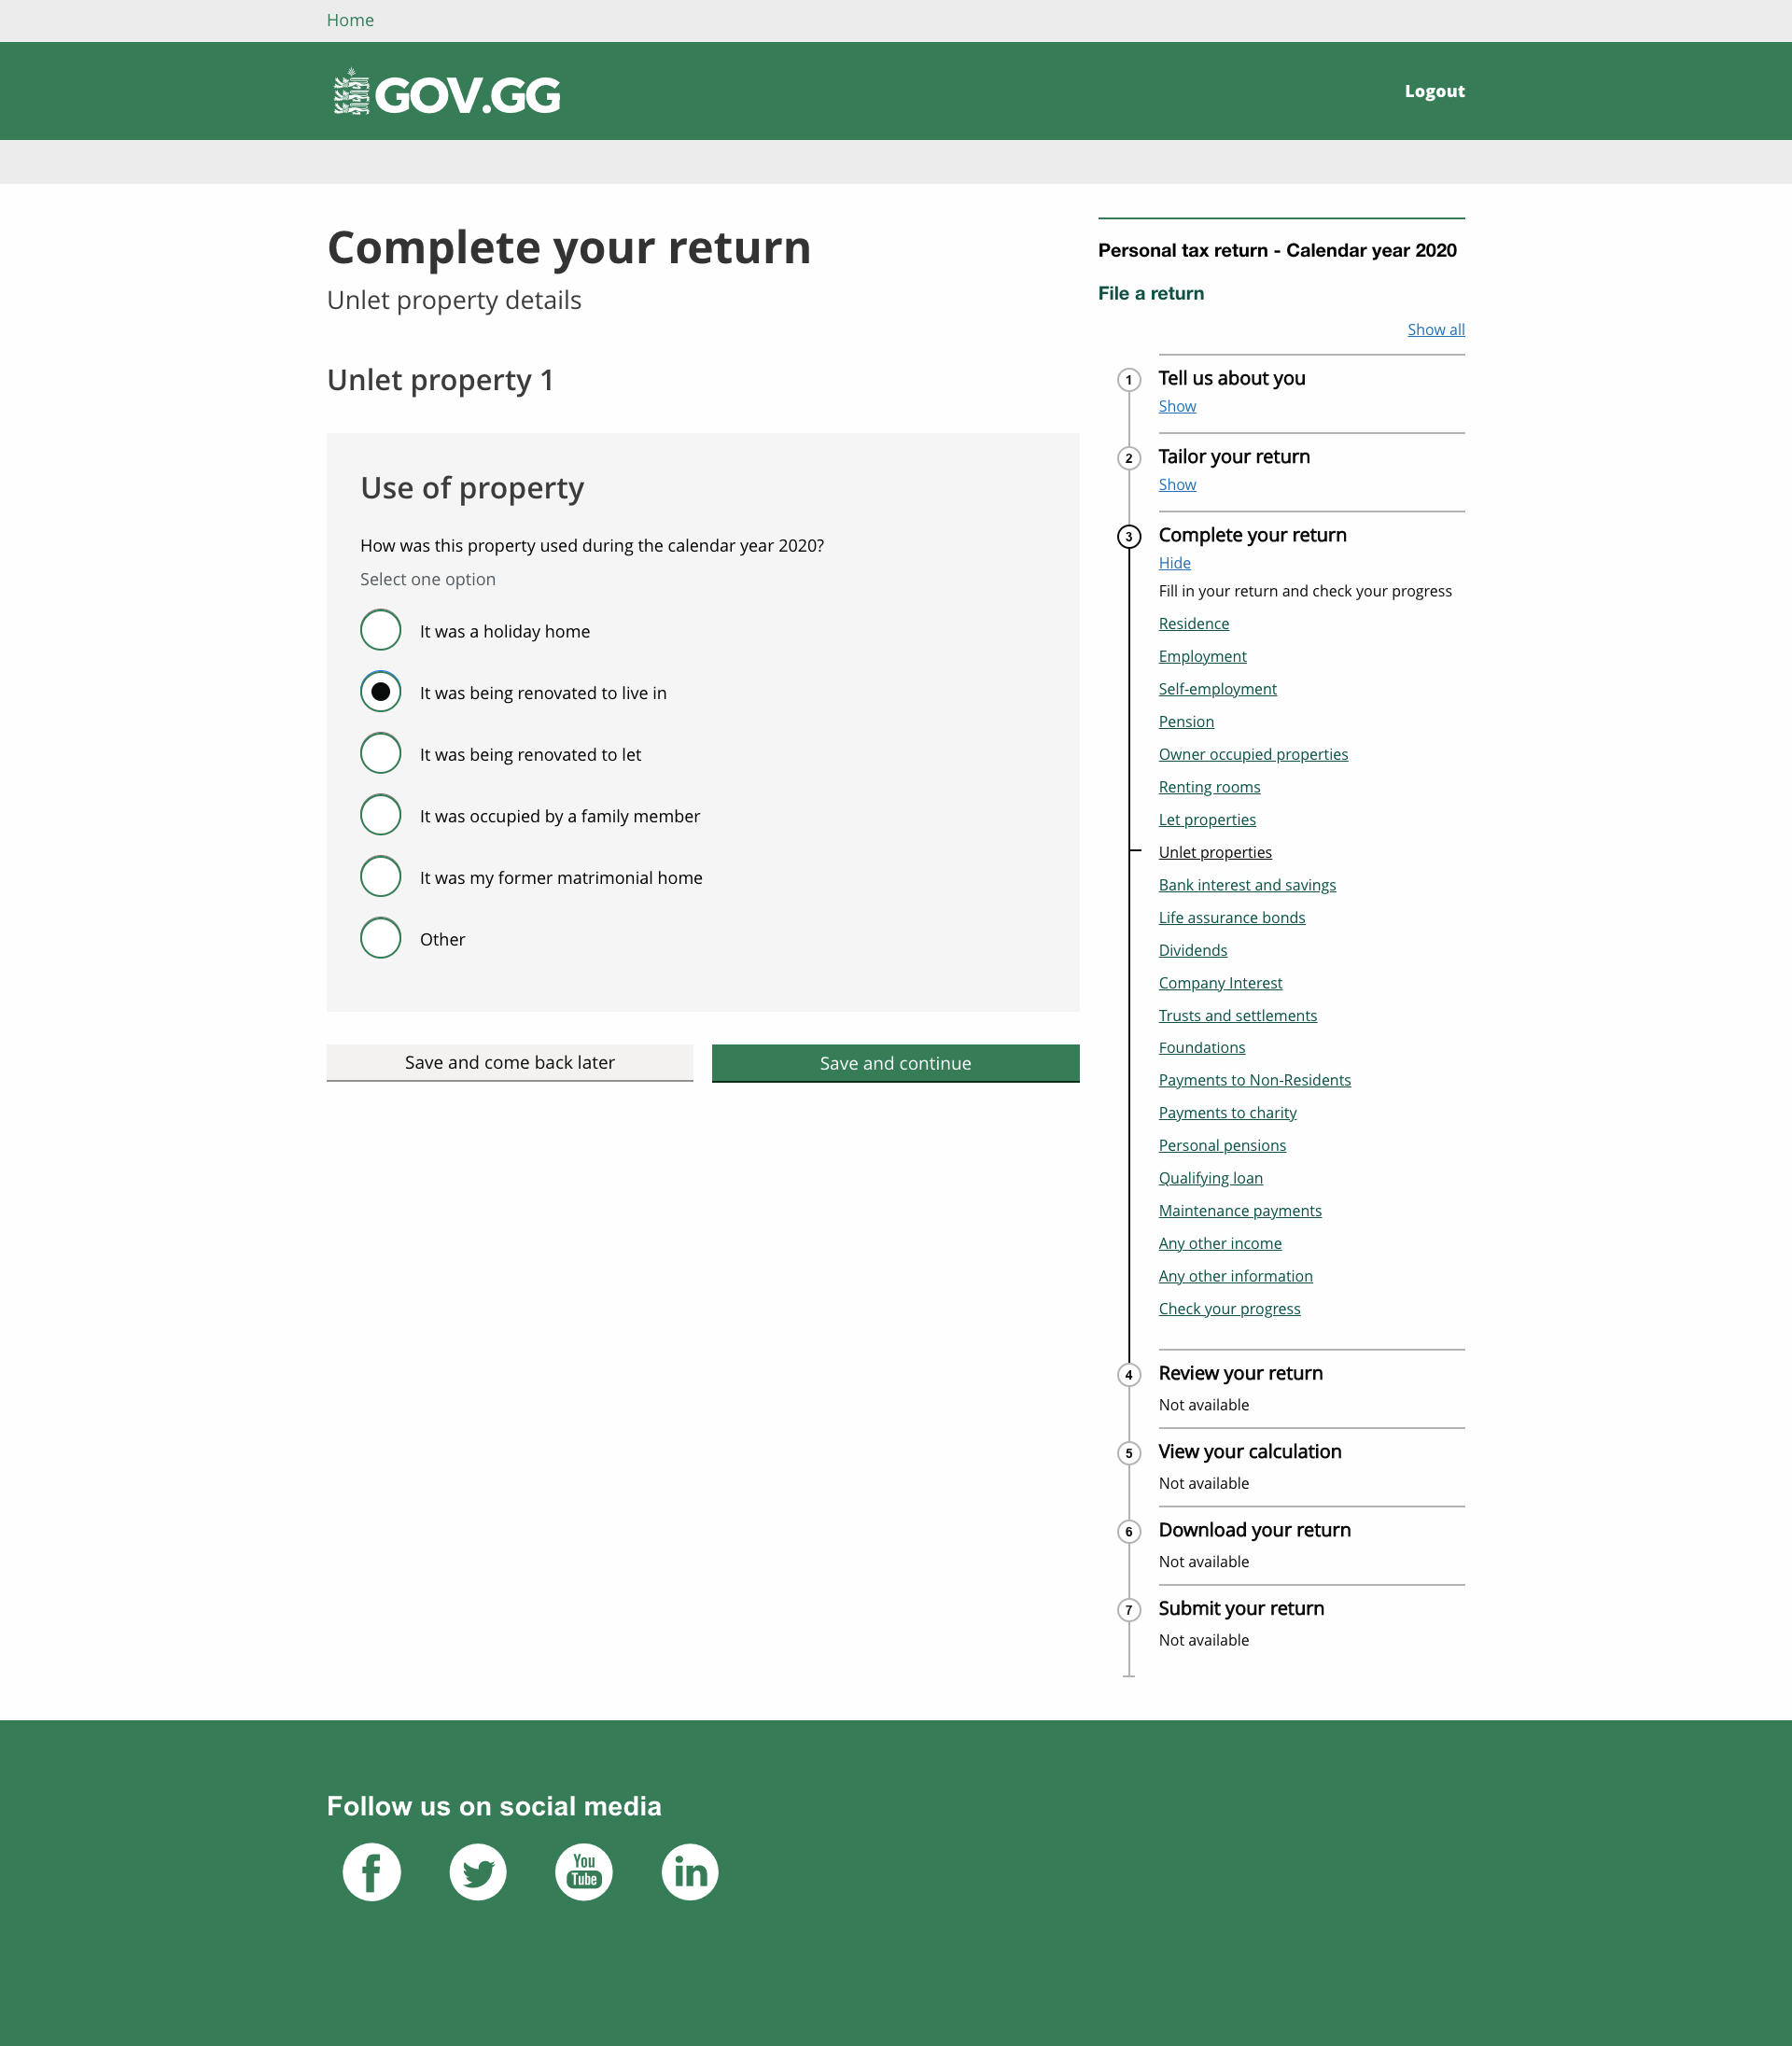 Home
GOV.GG
Logout
Complete your return
Unlet property details
Unlet property 1
Use of property
How was this property used during the calendar year 2020?
Select one option
It was a holiday home
It was being renovated to live in
It was being renovated to let
It was occupied by a family member
It was my former matrimonial home
Other
Save and come back later
Save and continue
Personal tax return - Calendar year 2020
File a return
Show all
1
Tell us about you
Show
2
Tailor your return
Show
3
Complete your return
Hide
Fill in your return and check your progress
Residence
Employment
Self-employment
Pension
Owner occupied properties
Renting rooms
Let properties
Unlet properties
Bank interest and savings
Life assurance bonds
Dividends
Company Interest
Trusts and settlements
Foundations
Payments to Non-Residents
Payments to charity
Personal pensions
Qualifying loan
Maintenance payments
Any other income
Any other information
Check your progress
4
Review your return
Not available
5
View your calculation
Not available
6
Download your return
Not available
7
Submit your return
Not available
Follow us on social media
f
You
Tube
in